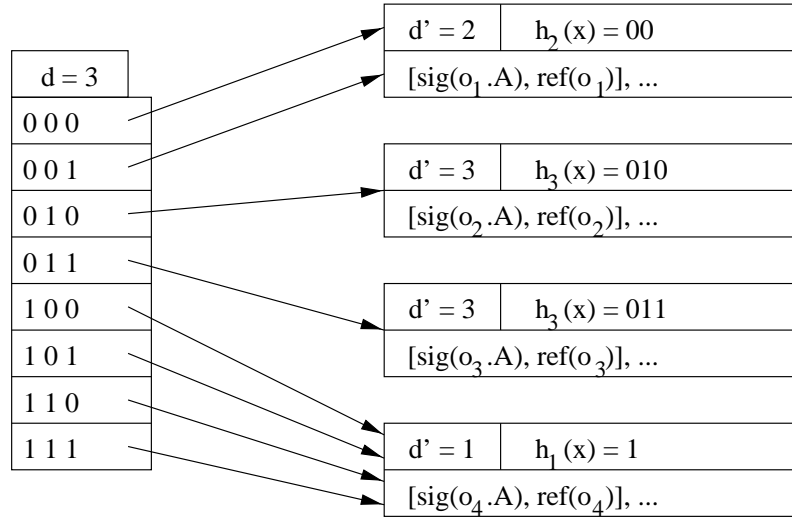 d = 3
0 0 0
0 0 1
0 1 0
0 1 1
1 0 0
1 0 1
1 1 0
1 1 1
d’ = 2 h2(x) = 00
[sig(o1.A), ref(o1)], ...
d’ = 3 h3(x) = 010
[sig(o2.A), ref(o2)], ...
d’ = 3 h3(x) = 011
[sig(o3.A), ref(o3)], ...
d’ = 1 h1(x) = 1
[sig(o4.A), ref(o4)], ...